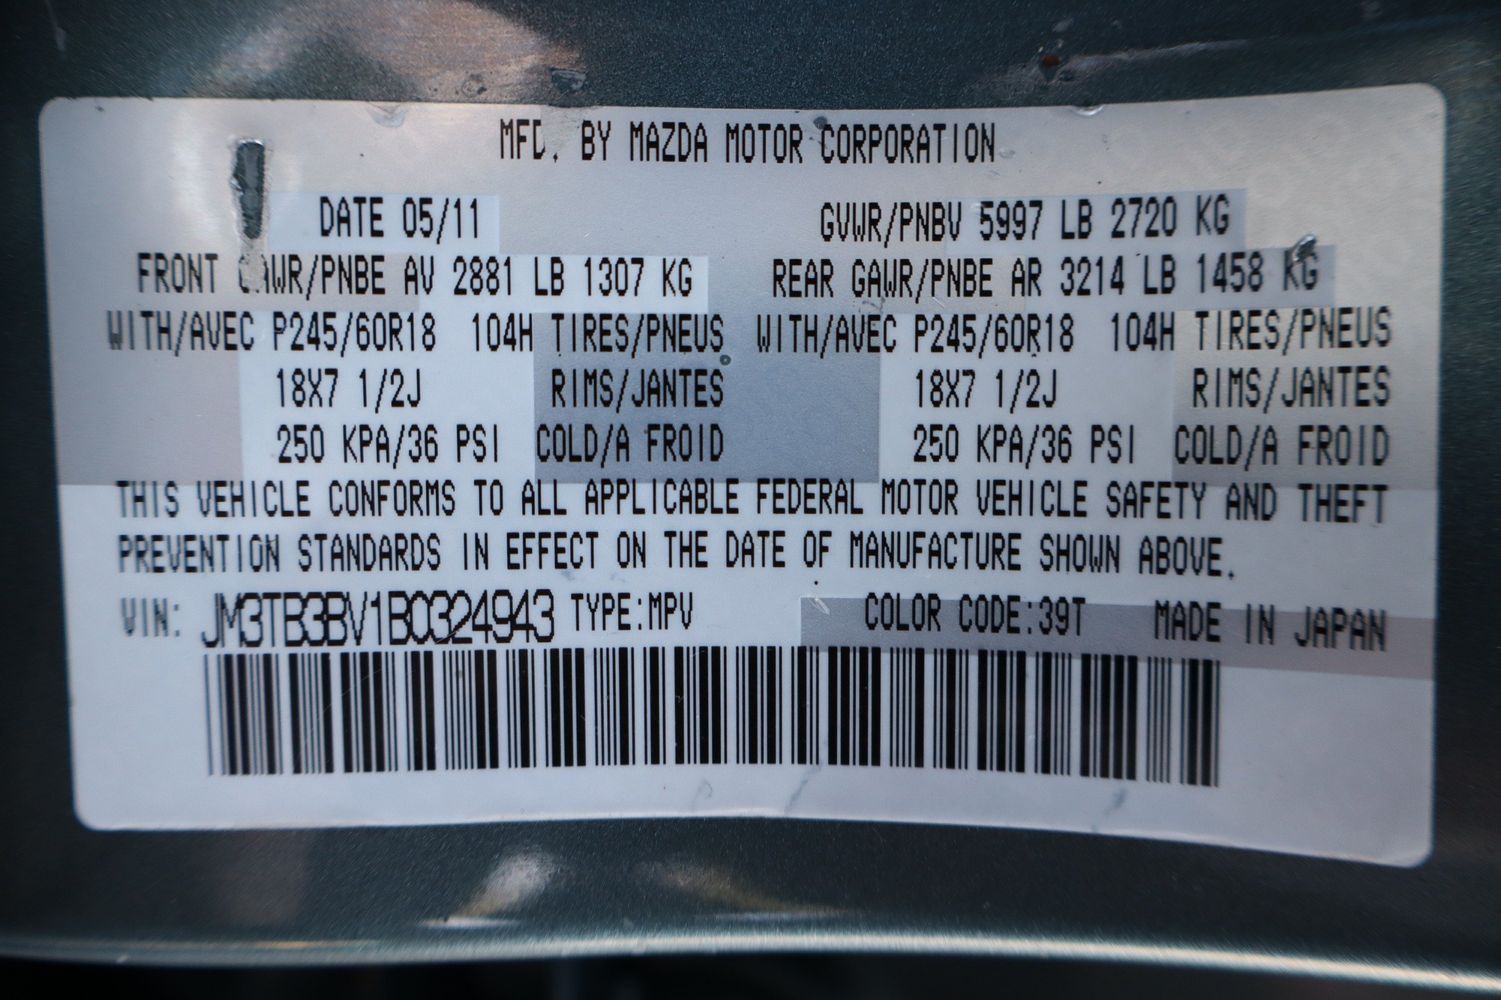 MFD. BY MAZDA MOTOR CORPORATION
DATE 05/11 GVWR/PNBV 5997 LB 2720 KG
FRONT GAWR/PNBE AV 2881 LB 1307 KG REAR GAWR/PNBE AR 3214 LB 1458 KG
WITH/AVEC P245/60R18 104H TIRES/PNEUS WITH/AVEC P245/60R18 104H TIRES/PNEUS
18X7 1/2J RIMS/JANTES 18X7 1/2J RIMS/JANTES
250 KPA/36 PSI COLD/A FROID 250 KPA/36 PSI COLD/A FROID
THIS VEHICLE CONFORMS TO ALL APPLICABLE FEDERAL MOTOR VEHICLE SAFETY AND THEFT
PREVENTION STANDARDS IN EFFECT ON THE DATE OF MANUFACTURE SHOWN ABOVE.
VIN: JM3TB3BV1B0324943 TYPE:MPV COLOR CODE:39T MADE IN JAPAN